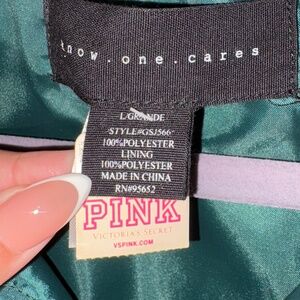 know.one.cares
L/GRANDE
STYLE#GSJ566
100%POLYESTER
LINING
100%POLYESTER
MADE IN CHINA
RN#95652
PINK
VICTORIA'S SECRET
VSPINK.COM